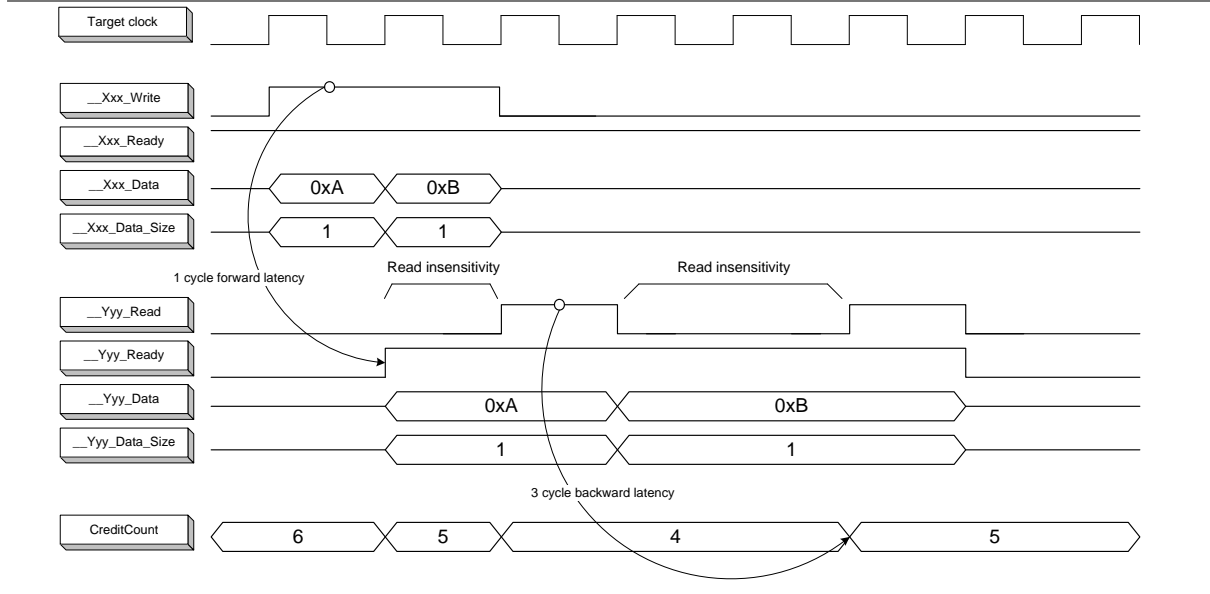 Target clock
__Xxx_Write
__Xxx_Ready
__Xxx_Data
0xA
0xB
__Xxx_Data_Size
1
1
1 cycle forward latency
Read insensitivity
Read insensitivity
__Yyy_Read
__Yyy_Ready
__Yyy_Data
0xA
0xB
__Yyy_Data_Size
1
1
3 cycle backward latency
CreditCount
6
5
4
5